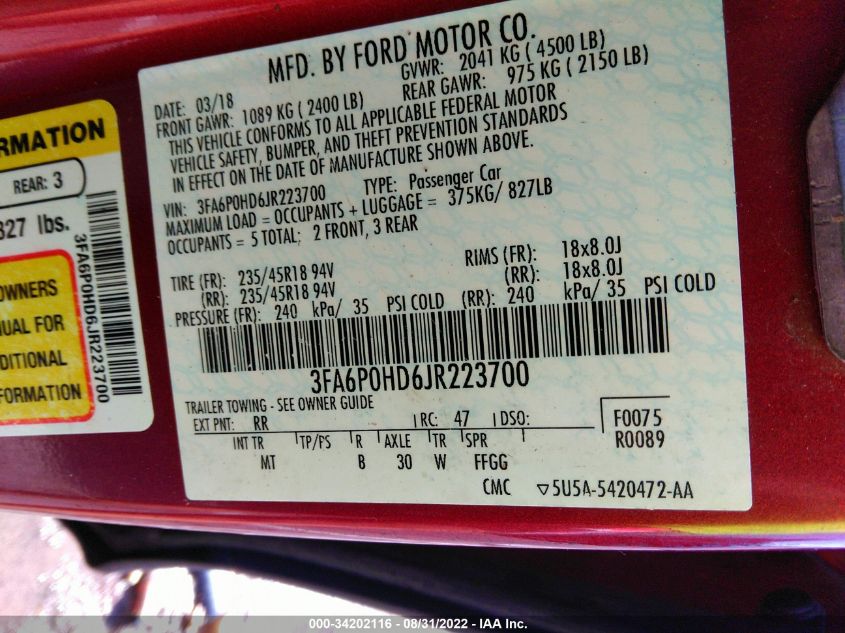 MFD. BY FORD MOTOR CO.
DATE: 03/18 GVWR: 2041 KG ( 4500 LB)
FRONT GAWR: 1089 KG ( 2400 LB) REAR GAWR: 975 KG ( 2150 LB)
THIS VEHICLE CONFORMS TO ALL APPLICABLE FEDERAL MOTOR
VEHICLE SAFETY, BUMPER, AND THEFT PREVENTION STANDARDS
IN EFFECT ON THE DATE OF MANUFACTURE SHOWN ABOVE.
VIN: 3FA6P0HD6JR223700 TYPE: Passenger Car
MAXIMUM LOAD = OCCUPANTS + LUGGAGE = 375KG/ 827LB
OCCUPANTS = 5 TOTAL: 2 FRONT, 3 REAR
TIRE (FR): 235/45R18 94V RIMS (FR): 18x8.0J
(RR): 235/45R18 94V (RR): 18x8.0J
PRESSURE (FR): 240 kPa/ 35 PSI COLD (RR): 240 kPa/ 35 PSI COLD
3FA6P0HD6JR223700
TRAILER TOWING - SEE OWNER GUIDE
EXT PNT: RR RC: 47 DSO: F0075
INT TR TP/PS R AXLE TR SPR R0089
MT B 30 W FFGG
CMC ▽5U5A-5420472-AA
RMATION
REAR: 3
827 lbs.
3FA6P0HD6JR223700
OWNERS
NUAL FOR
DITIONAL
ORMATION
000-34202116 - 08/31/2022 - IAA Inc.